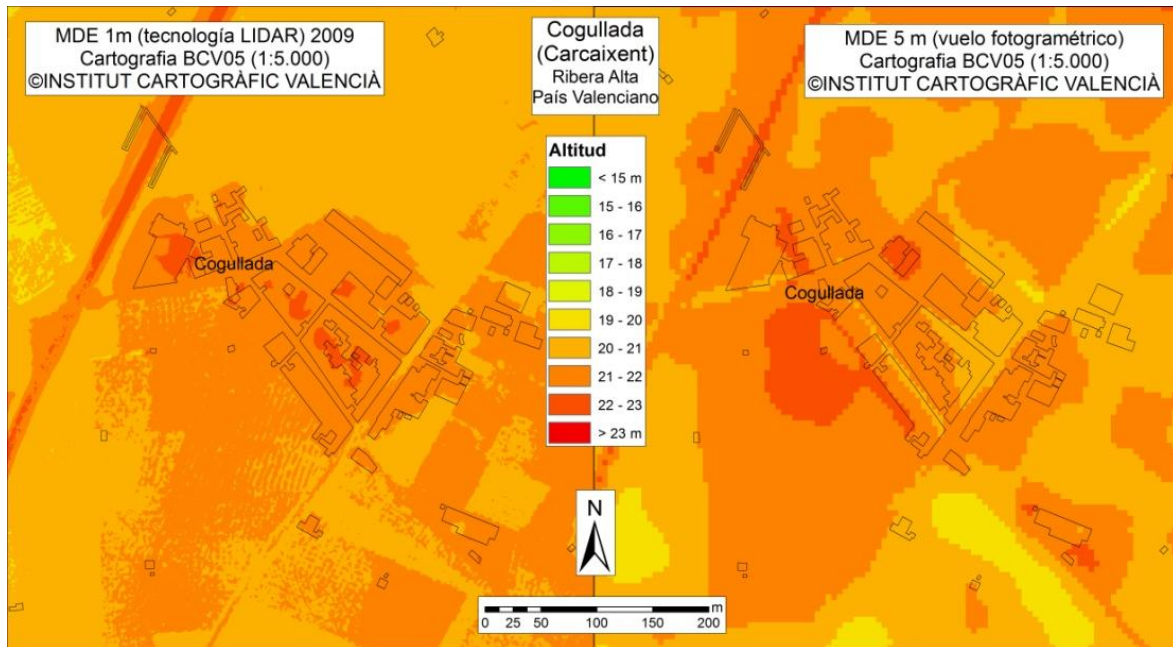 MDE 1m (tecnología LIDAR) 2009
Cartografia BCV05 (1:5.000)
©INSTITUT CARTOGRÀFIC VALENCIÀ
Cogullada
(Carcaixent)
Ribera Alta
País Valenciano
MDE 5 m (vuelo fotogramétrico)
Cartografia BCV05 (1:5.000)
©INSTITUT CARTOGRÀFIC VALENCIÀ
Altitud
< 15 m
15 - 16
16 - 17
17 - 18
18 - 19
19 - 20
20 - 21
21 - 22
22 - 23
> 23 m
Cogullada
Cogullada
N
m
0 25 50 100 150 200